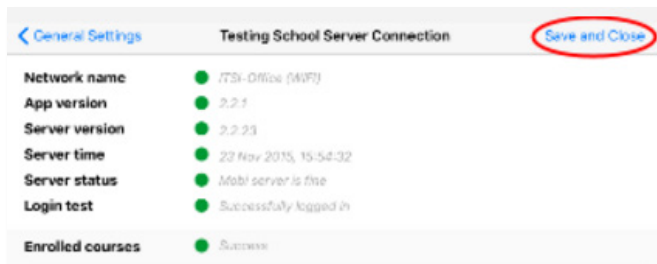 General Settings Testing School Server Connection Save and Close
Network name ITSI-Office (WIFI)
App version 2.2.1
Server version 2.2.23
Server time 23 Nov 2015, 15:54:32
Server status Mobi server is fine
Login test Successfully logged in
Enrolled courses Success